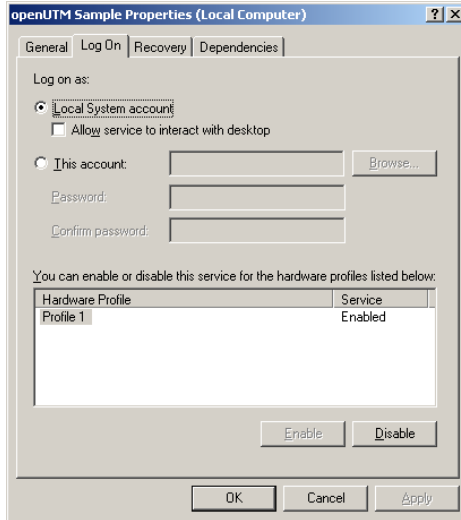 openUTM Sample Properties (Local Computer)
General Log On Recovery Dependencies
Log on as:
Local System account
Allow service to interact with desktop
This account: Browse...
Password:
Confirm password:
You can enable or disable this service for the hardware profiles listed below:
Hardware Profile Service
Profile 1 Enabled
Enable Disable
OK Cancel Apply